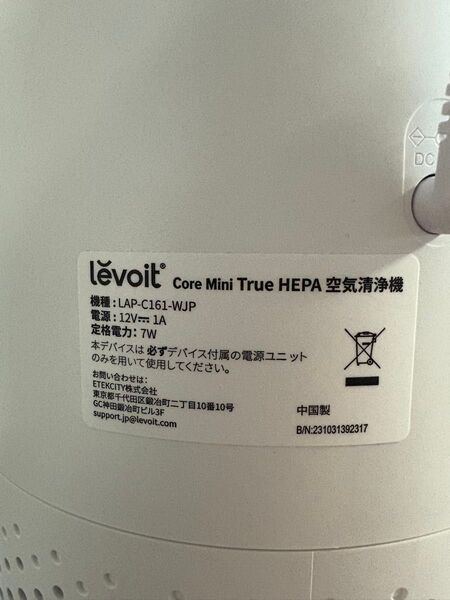 DC
levoit® Core Mini True HEPA 空気清浄機
機種 : LAP-C161-WJP
電源 : 12V⎓ 1A
定格電力 : 7W
本デバイスは 必ずデバイス付属の電源ユニット
のみを用いて使用してください。
お問い合わせ先 :
ETEKCITY株式会社
東京都千代田区鍛冶町二丁目10番10号
GC神田鍛冶町ビル3F
support.jp@levoit.com
中国製
B/N:231031392317